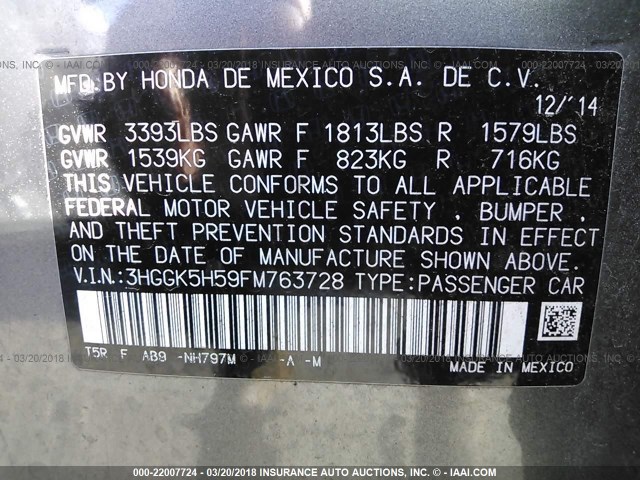 MFD. BY HONDA DE MEXICO S.A. DE C.V.
12/'14
GVWR 3393LBS GAWR F 1813LBS R 1579LBS
GVWR 1539KG GAWR F 823KG R 716KG
THIS VEHICLE CONFORMS TO ALL APPLICABLE
FEDERAL MOTOR VEHICLE SAFETY , BUMPER ,
AND THEFT PREVENTION STANDARDS IN EFFECT
ON THE DATE OF MANUFACTURE SHOWN ABOVE.
V.I.N.:3HGGK5H59FM763728 TYPE:PASSENGER CAR
T5R F AB9 -NH797M -A -M
MADE IN MEXICO
000-22007724 - 03/20/2018 INSURANCE AUTO AUCTIONS, INC. © - IAAI.COM